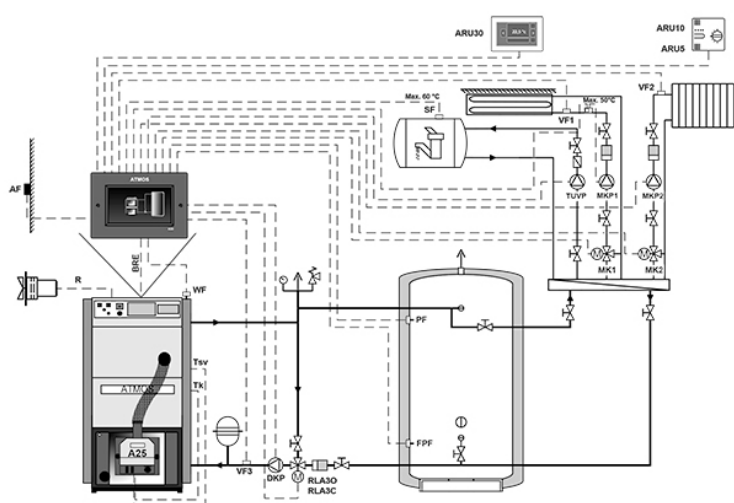 ARU30
ARU10
ARU5
Max. 60 °C
SF
VF1
Max. 50°C
VF2
AF
ATMOS
TUVP
MKP1
MKP2
BRE
R
WF
M
MK1
M
MK2
PF
Tsv
Tk
ATMOS
A25
FPF
VF3
DKP
M
RLA3O
RLA3C